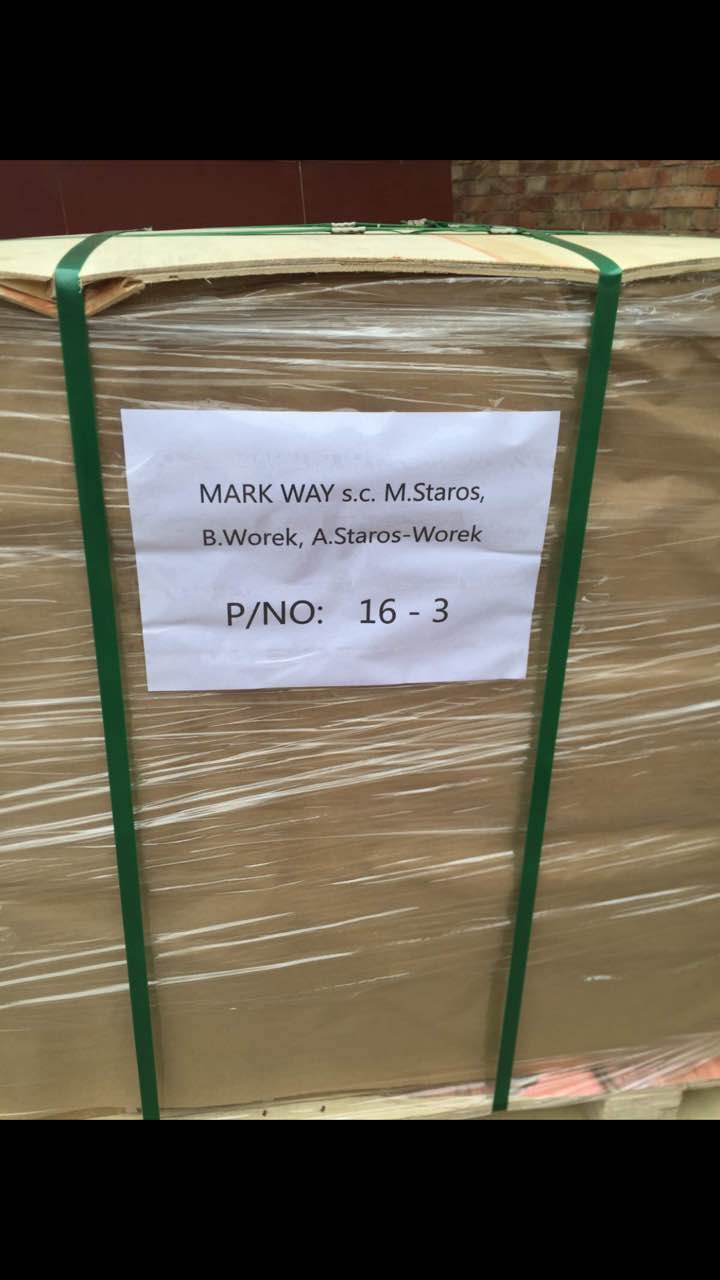 MARK WAY s.c. M.Staros,
B.Worek, A.Staros-Worek
P/NO: 16 - 3